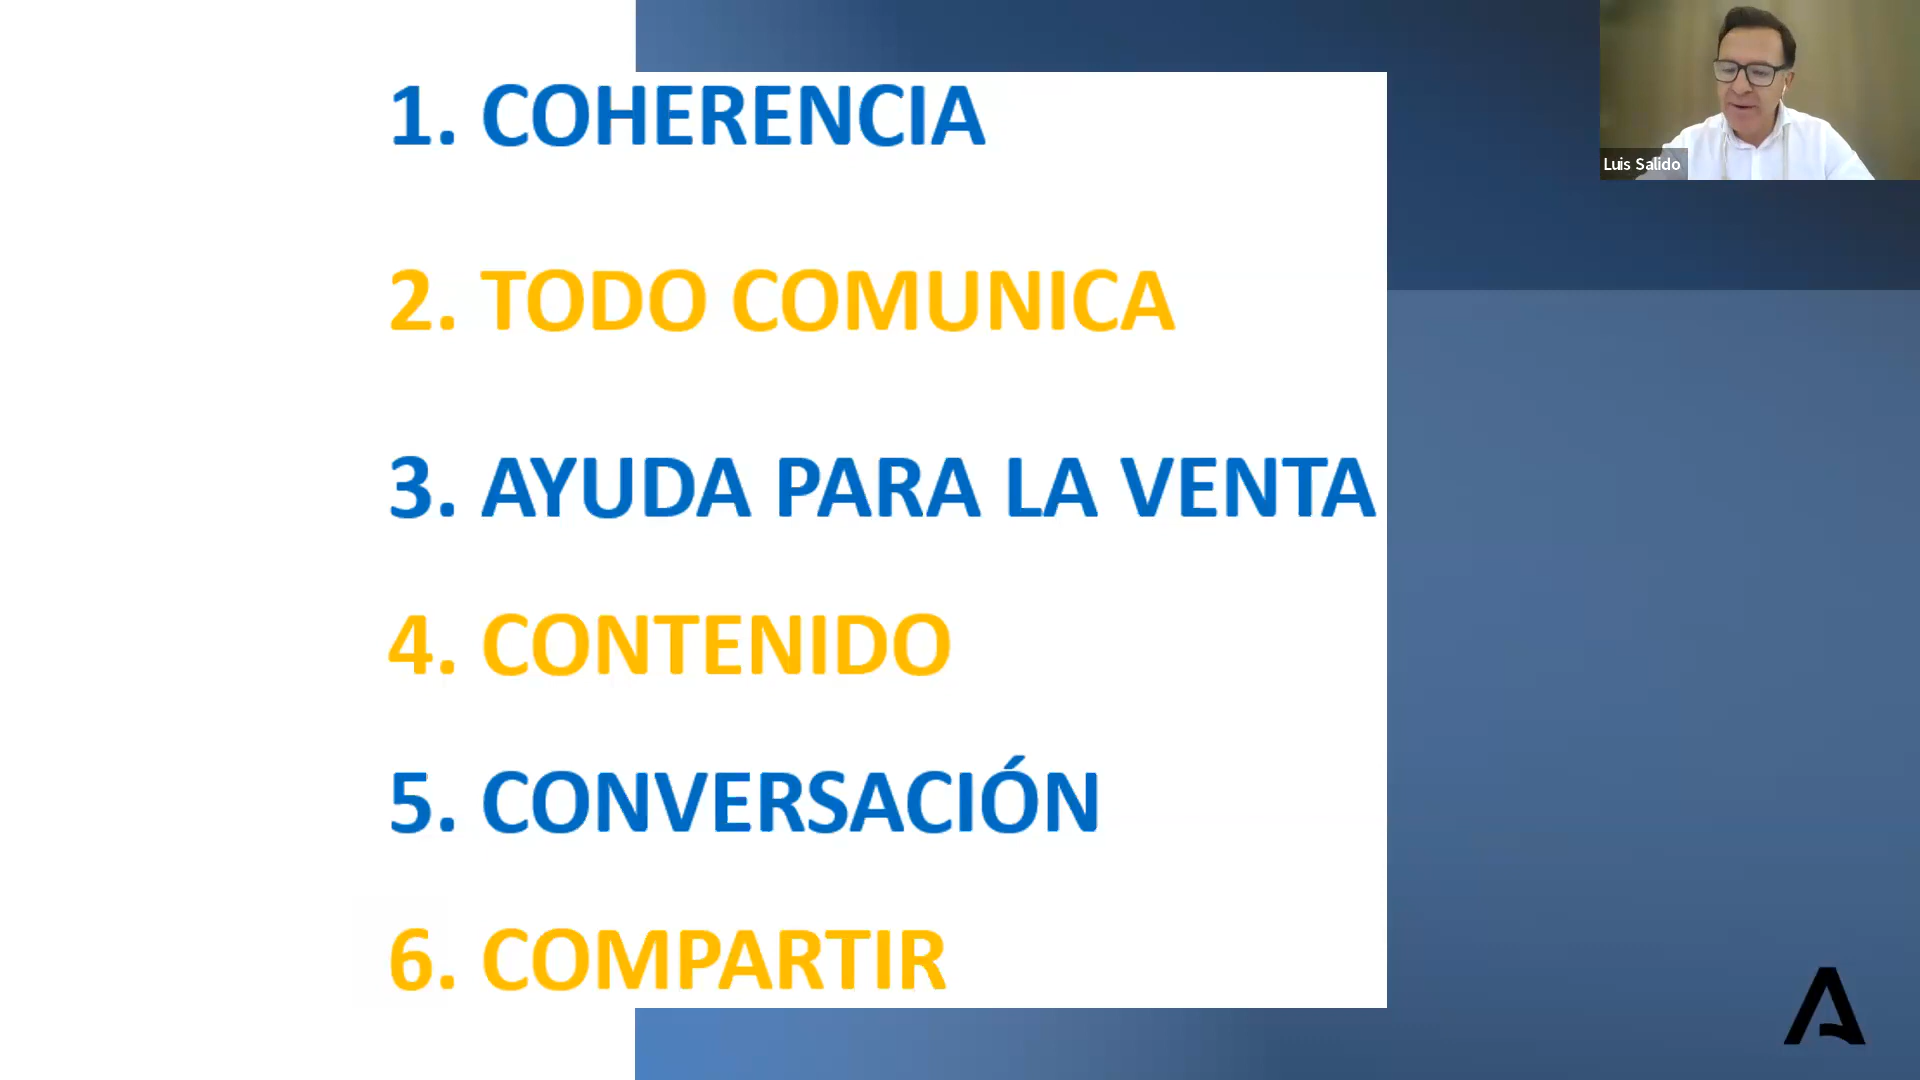 1. COHERENCIA
2. TODO COMUNICA
3. AYUDA PARA LA VENTA
4. CONTENIDO
5. CONVERSACIÓN
6. COMPARTIR
Luis Salido